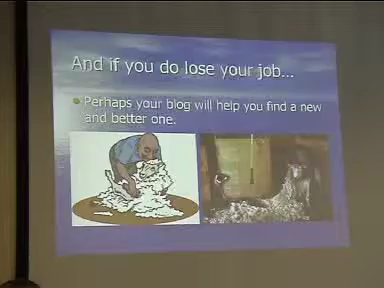 And if you do lose your job...
Perhaps your blog will help you find a new
and better one.